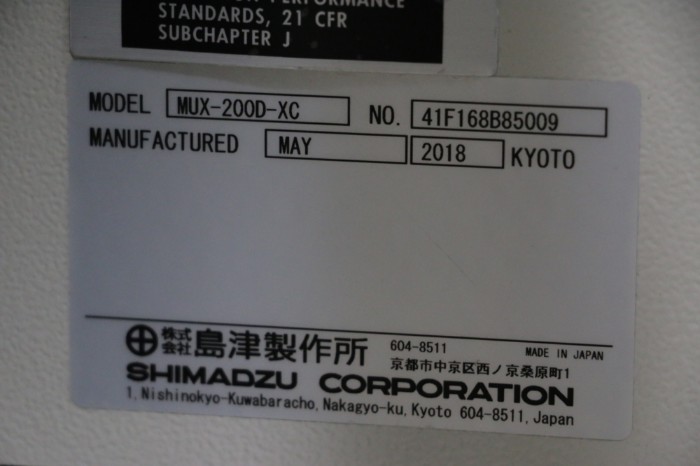 PERFORMANCE
STANDARDS, 21 CFR
SUBCHAPTER J
MODEL MUX-200D-XC NO. 41F168B85009
MANUFACTURED MAY 2018 KYOTO
株式会社 島津製作所 604-8511 MADE IN JAPAN
京都市中京区西ノ京桑原町1
SHIMADZU CORPORATION
1, Nishinokyo-Kuwabaracho, Nakagyo-ku, Kyoto 604-8511, Japan